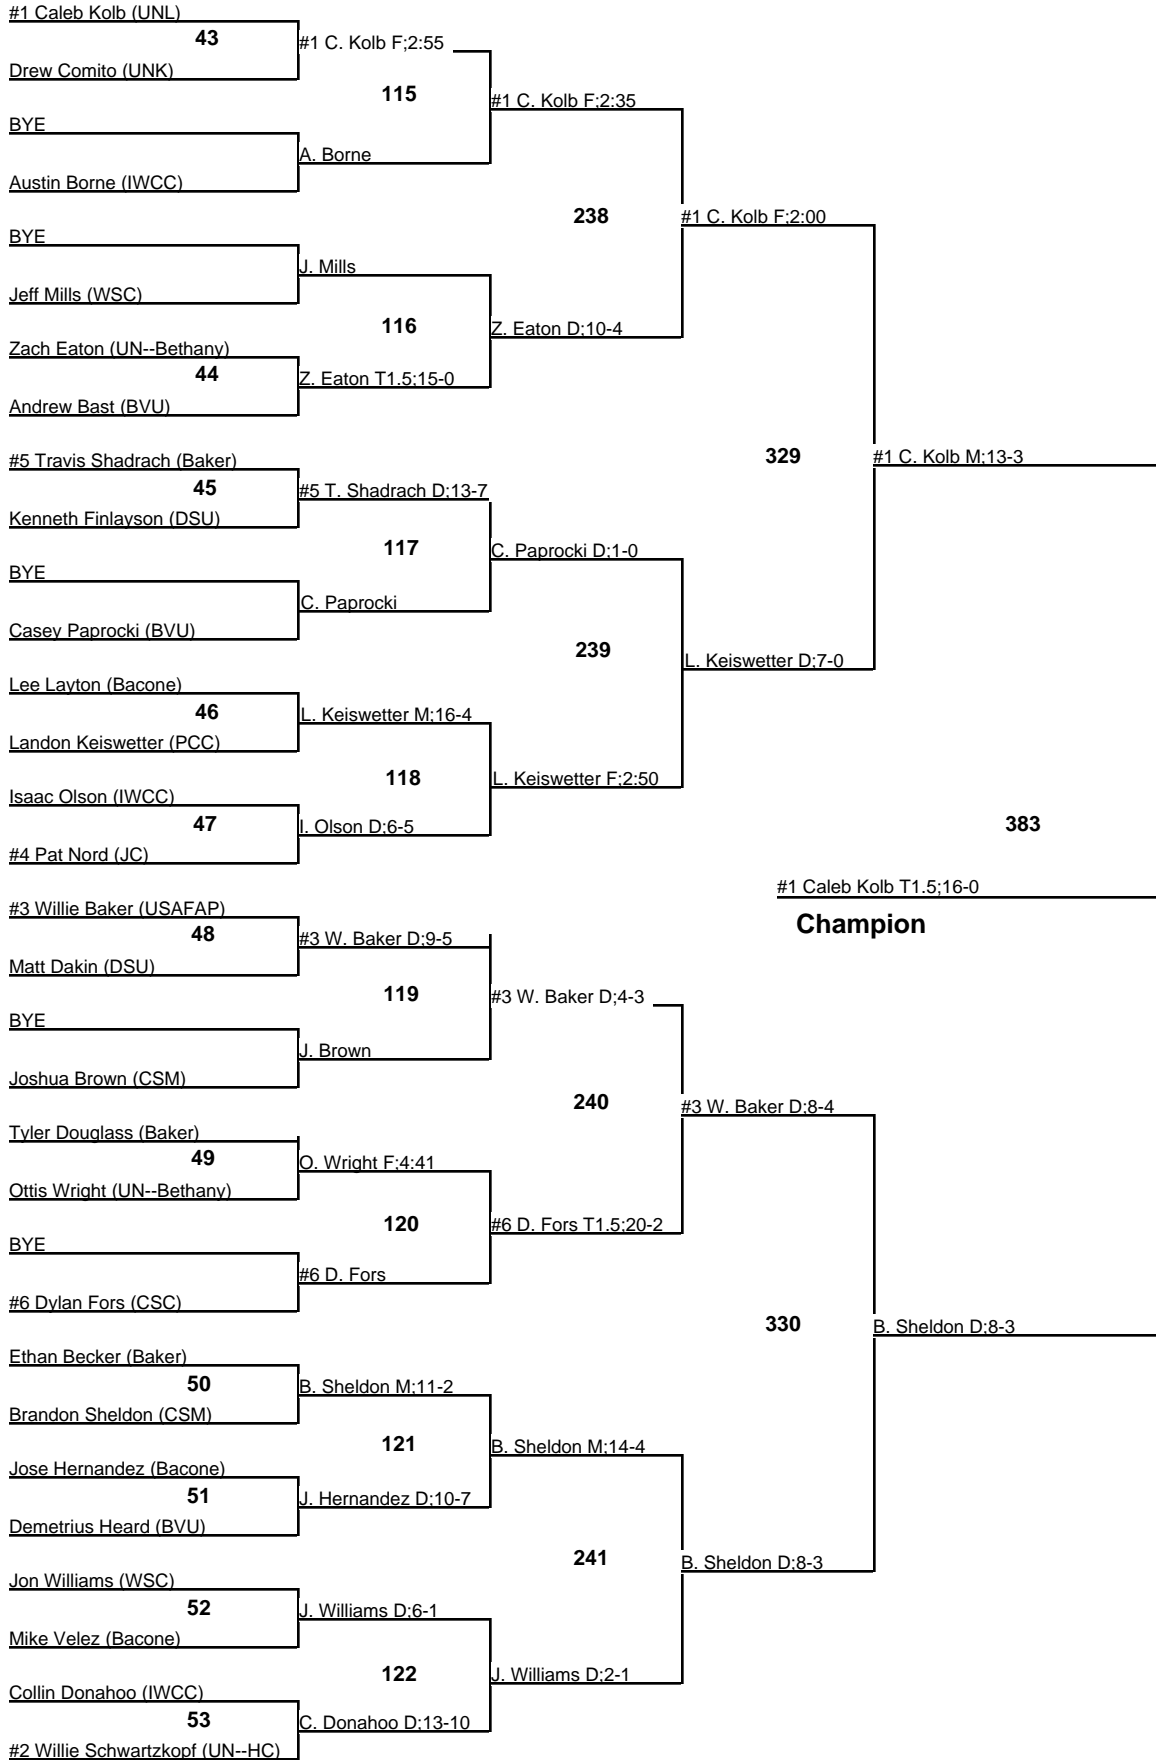 #1 Caleb Kolb (UNL)
43
#1 C. Kolb F;2:55
Drew Comito (UNK)
115
#1 C. Kolb F;2:35
BYE
A. Borne
Austin Borne (IWCC)
238
#1 C. Kolb F;2:00
BYE
J. Mills
Jeff Mills (WSC)
116
Z. Eaton D;10-4
Zach Eaton (UN--Bethany)
44
Z. Eaton T1.5;15-0
Andrew Bast (BVU)
329
#1 C. Kolb M;13-3
#5 Travis Shadrach (Baker)
45
#5 T. Shadrach D;13-7
Kenneth Finlayson (DSU)
117
C. Paprocki D;1-0
BYE
C. Paprocki
Casey Paprocki (BVU)
239
L. Keiswetter D;7-0
Lee Layton (Bacone)
46
L. Keiswetter M;16-4
Landon Keiswetter (PCC)
118
L. Keiswetter F;2:50
Isaac Olson (IWCC)
47
I. Olson D;6-5
383
#4 Pat Nord (JC)
#1 Caleb Kolb T1.5;16-0
Champion
#3 Willie Baker (USAFAP)
48
#3 W. Baker D;9-5
Matt Dakin (DSU)
119
#3 W. Baker D;4-3
BYE
J. Brown
Joshua Brown (CSM)
240
#3 W. Baker D;8-4
Tyler Douglass (Baker)
49
O. Wright F;4:41
Ottis Wright (UN--Bethany)
120
#6 D. Fors T1.5;20-2
BYE
#6 D. Fors
#6 Dylan Fors (CSC)
330
B. Sheldon D;8-3
Ethan Becker (Baker)
50
B. Sheldon M;11-2
Brandon Sheldon (CSM)
121
B. Sheldon M;14-4
Jose Hernandez (Bacone)
51
J. Hernandez D;10-7
Demetrius Heard (BVU)
241
B. Sheldon D;8-3
Jon Williams (WSC)
52
J. Williams D;6-1
Mike Velez (Bacone)
122
J. Williams D;2-1
Collin Donahoo (IWCC)
53
C. Donahoo D;13-10
#2 Willie Schwartzkopf (UN--HC)